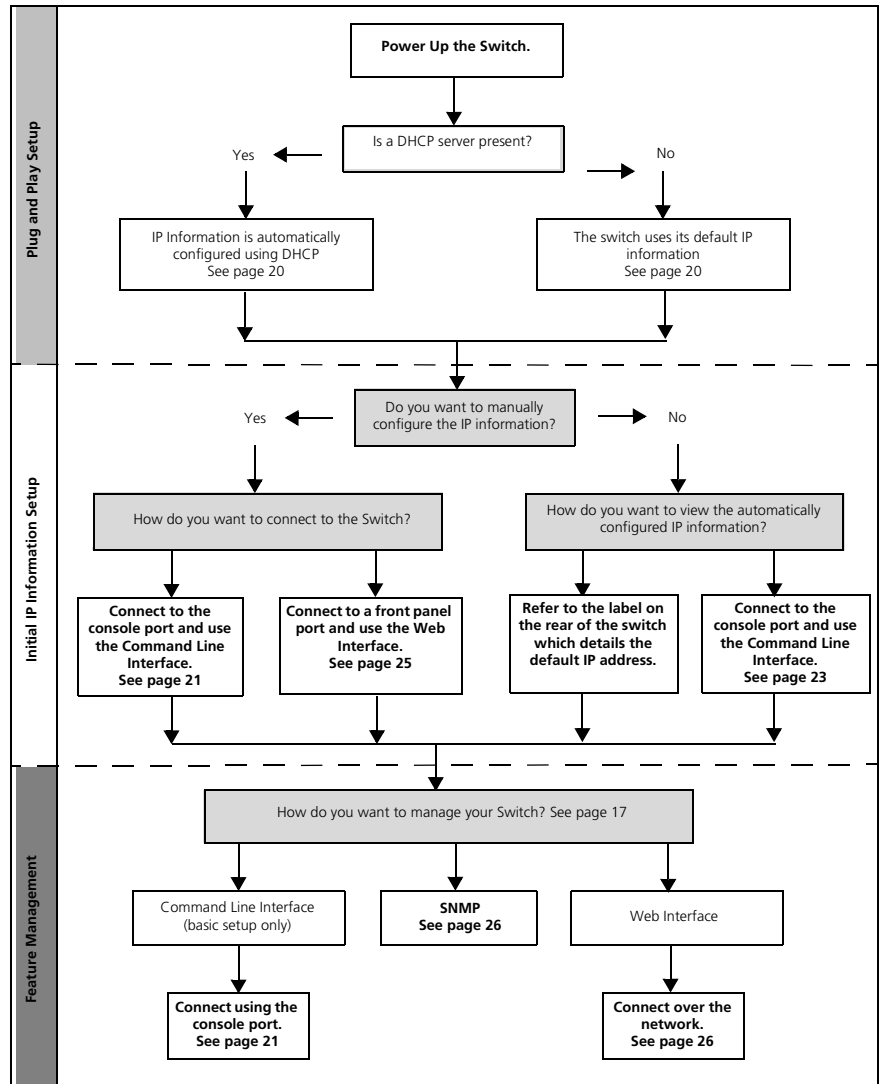 Plug and Play Setup
Power Up the Switch.
Is a DHCP server present?
Yes
No
IP Information is automatically
configured using DHCP
See page 20
The switch uses its default IP
information
See page 20
Initial IP Information Setup
Do you want to manually
configure the IP information?
Yes
No
How do you want to connect to the Switch?
How do you want to view the automatically
configured IP information?
Connect to the
console port and use
the Command Line
Interface.
See page 21
Connect to a front panel
port and use the Web
Interface.
See page 25
Refer to the label on
the rear of the switch
which details the
default IP address.
Connect to the
console port and use
the Command Line
Interface.
See page 23
Feature Management
How do you want to manage your Switch? See page 17
Command Line Interface
(basic setup only)
SNMP
See page 26
Web Interface
Connect using the
console port.
See page 21
Connect over the
network.
See page 26